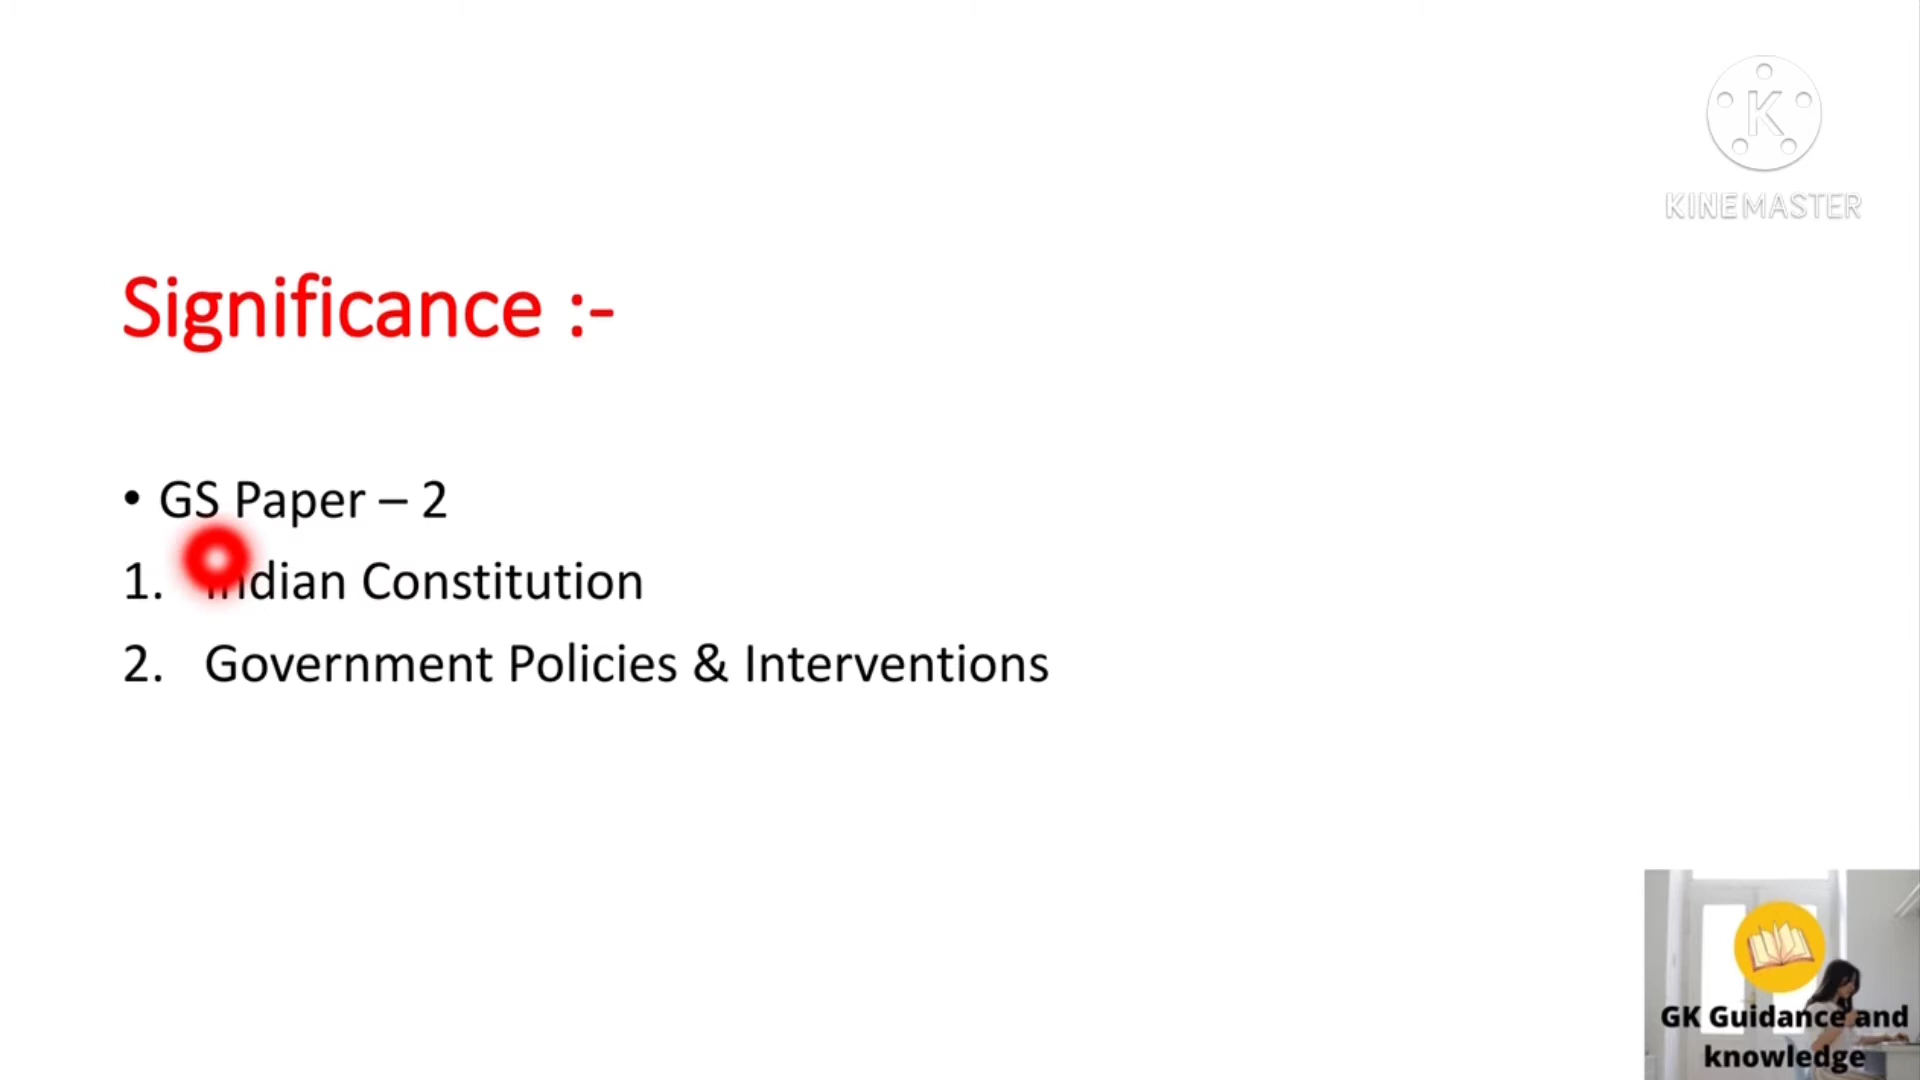 K
KINEMASTER
Significance :-
• GS Paper – 2
1. Indian Constitution
2. Government Policies & Interventions
GK Guidance and
knowledge